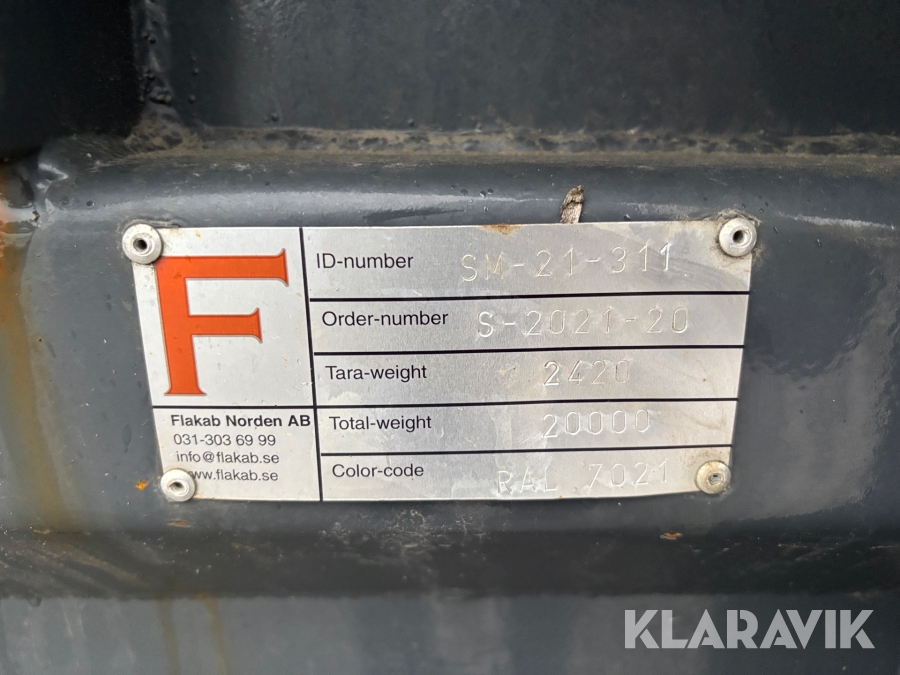 F
ID-number SM-21-311
Order-number S-2021-20
Tara-weight 2420
Total-weight 20000
Color-code RAL 7021
Flakab Norden AB
031-303 69 99
info@flakab.se
www.flakab.se
KLARAVIK